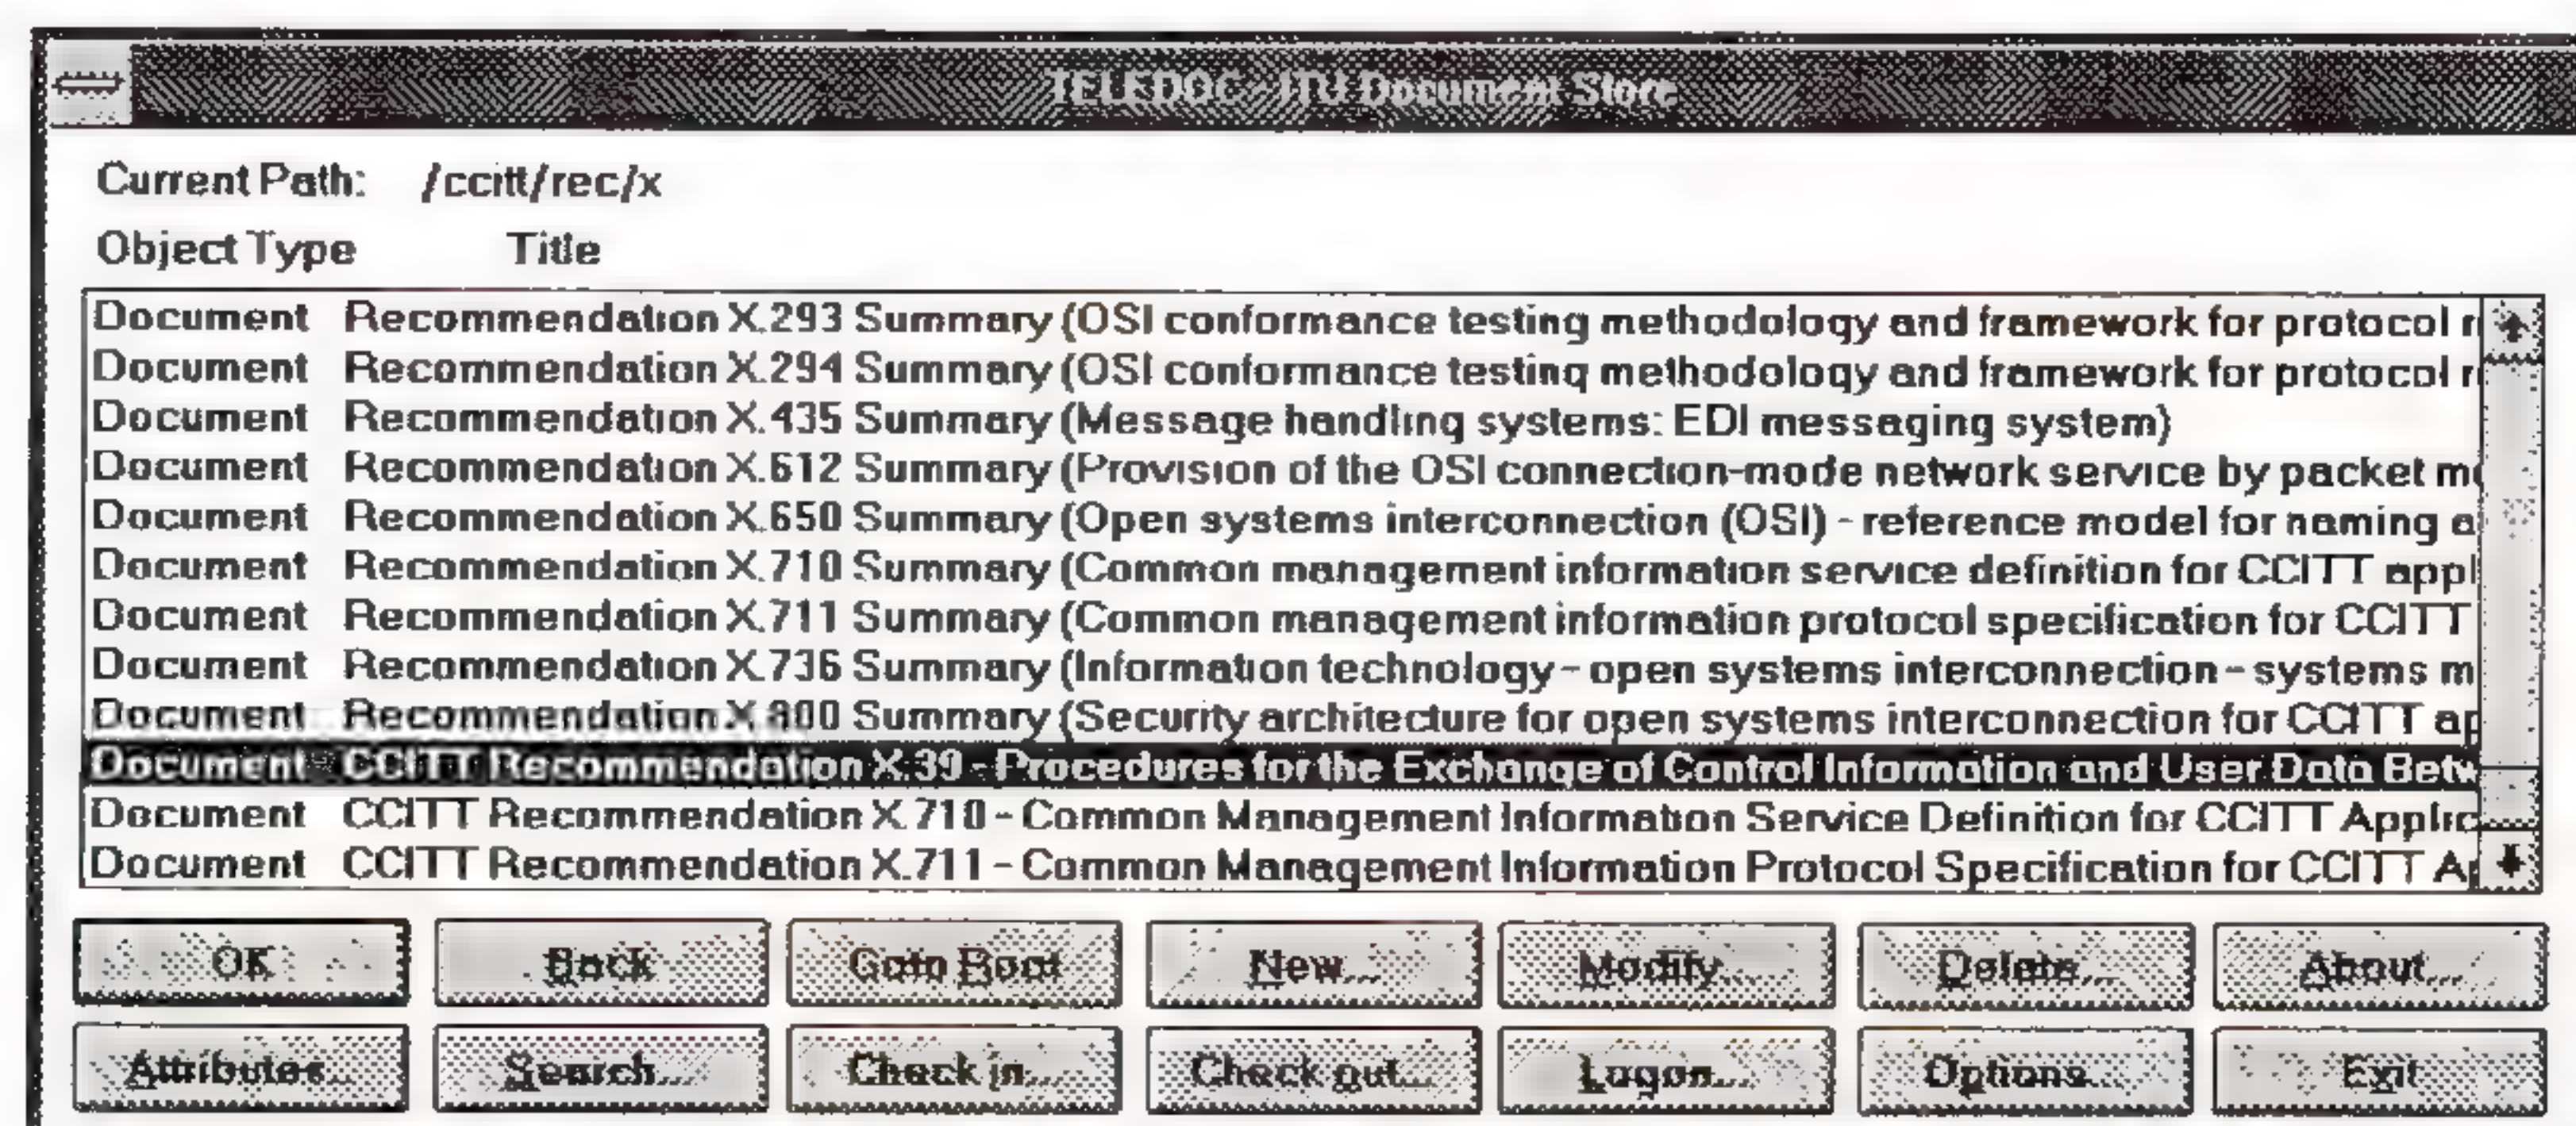 TELEDOC - ITU Document Store
Current Path: /ccitt/rec/x
Object Type Title
Document Recommendation X.293 Summary (OSI conformance testing methodology and framework for protocol
Document Recommendation X.294 Summary (OSI conformance testing methodology and framework for protocol
Document Recommendation X.435 Summary (Message handling systems: EDI messaging system)
Document Recommendation X.612 Summary (Provision of the OSI connection-mode network service by packet
Document Recommendation X.650 Summary (Open systems interconnection (OSI) - reference model for naming a
Document Recommendation X.710 Summary (Common management information service definition for CCITT appl
Document Recommendation X.711 Summary (Common management information protocol specification for CCITT
Document Recommendation X.736 Summary (Information technology - open systems interconnection - systems m
Document Recommendation X.800 Summary (Security architecture for open systems interconnection for CCITT ap
Document CCITT Recommendation X.39 - Procedures for the Exchange of Control Information and User Data Betw
Document CCITT Recommendation X.710 - Common Management Information Service Definition for CCITT Applic
Document CCITT Recommendation X.711 - Common Management Information Protocol Specification for CCITT Ap
OK Back Goto Root New... Modify... Delete... About...
Attributes... Search... Check in... Check out... Logon... Options... Exit